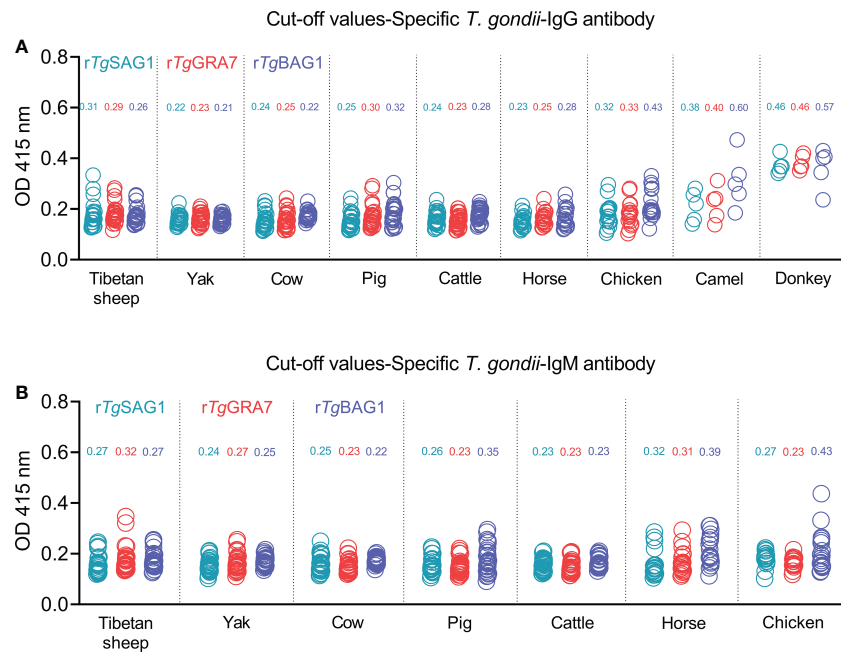 Cut-off values-Specific T. gondii-IgG antibody
A
rTgSAG1 rTgGRA7 rTgBAG1
0.31 0.29 0.26 0.22 0.23 0.21 0.24 0.25 0.22 0.25 0.30 0.32 0.24 0.23 0.28 0.23 0.25 0.28 0.32 0.33 0.43 0.38 0.40 0.60 0.46 0.46 0.57
OD 415 nm
0.8
0.6
0.4
0.2
0.0
Tibetan sheep Yak Cow Pig Cattle Horse Chicken Camel Donkey
Cut-off values-Specific T. gondii-IgM antibody
B
rTgSAG1 rTgGRA7 rTgBAG1
0.27 0.32 0.27 0.24 0.27 0.25 0.25 0.23 0.22 0.26 0.23 0.35 0.23 0.23 0.23 0.32 0.31 0.39 0.27 0.23 0.43
OD 415 nm
0.8
0.6
0.4
0.2
0.0
Tibetan sheep Yak Cow Pig Cattle Horse Chicken